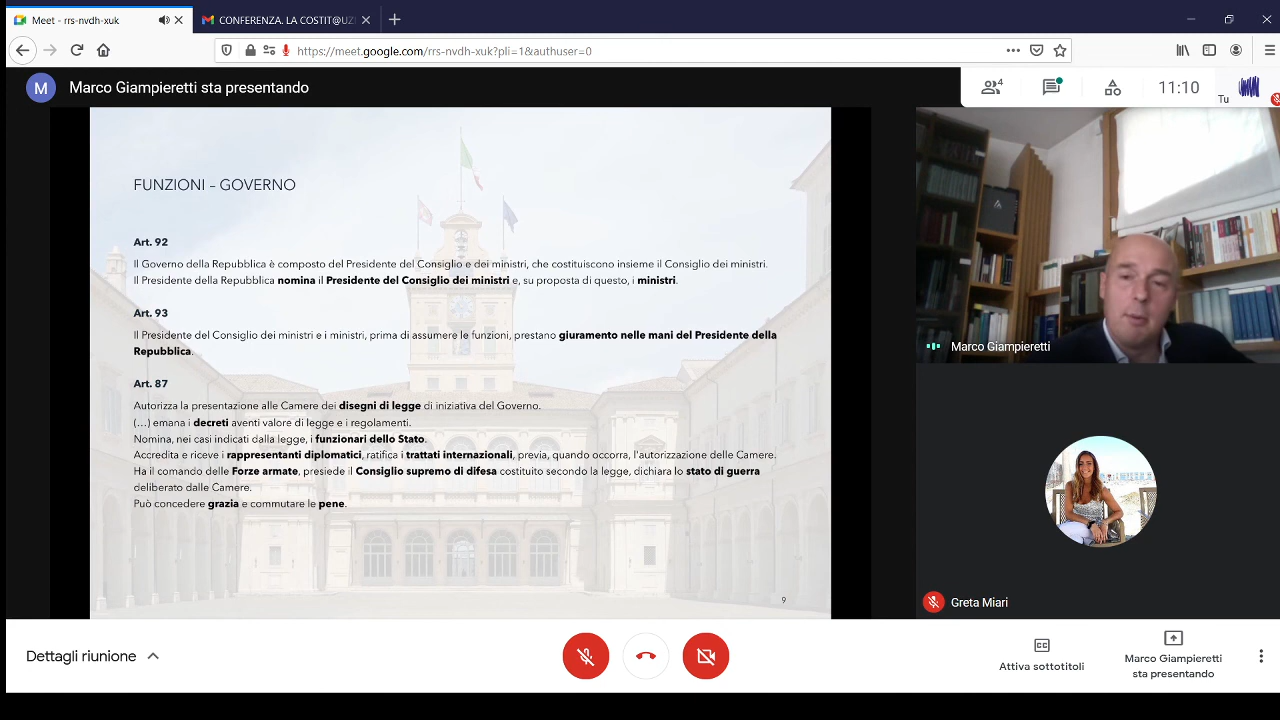 Meet - rrs-nvdh-xuk
CONFERENZA. LA COSTIT@UZI
https://meet.google.com/rrs-nvdh-xuk?pli=1&authuser=0
M
Marco Giampieretti sta presentando
4
11:10
Tu
FUNZIONI – GOVERNO
Art. 92
Il Governo della Repubblica è composto del Presidente del Consiglio e dei ministri, che costituiscono insieme il Consiglio dei ministri.
Il Presidente della Repubblica nomina il Presidente del Consiglio dei ministri e, su proposta di questo, i ministri.
Art. 93
Il Presidente del Consiglio dei ministri e i ministri, prima di assumere le funzioni, prestano giuramento nelle mani del Presidente della
Repubblica.
Art. 87
Autorizza la presentazione alle Camere dei disegni di legge di iniziativa del Governo.
(…) emana i decreti aventi valore di legge e i regolamenti.
Nomina, nei casi indicati dalla legge, i funzionari dello Stato.
Accredita e riceve i rappresentanti diplomatici, ratifica i trattati internazionali, previa, quando occorra, l'autorizzazione delle Camere.
Ha il comando delle Forze armate, presiede il Consiglio supremo di difesa costituito secondo la legge, dichiara lo stato di guerra
deliberato dalle Camere.
Può concedere grazia e commutare le pene.
9
Marco Giampieretti
Greta Miari
Dettagli riunione
CC
Attiva sottotitoli
Marco Giampieretti
sta presentando